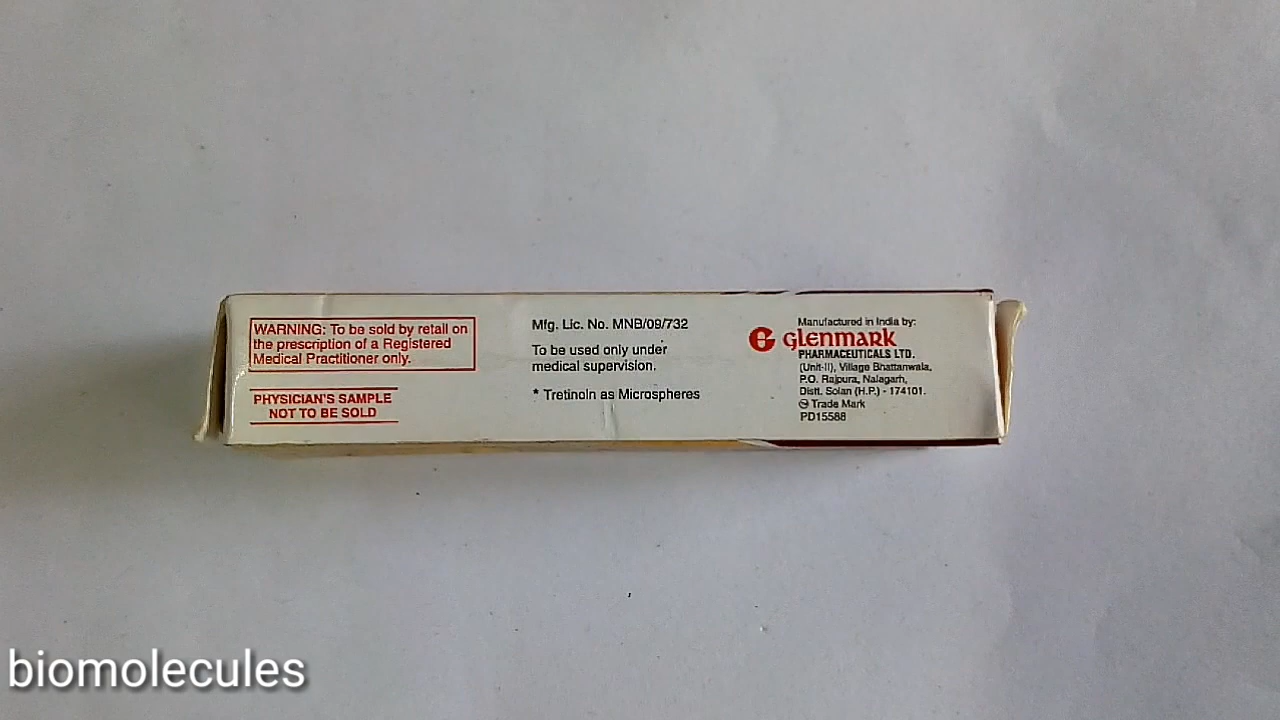 WARNING: To be sold by retail on
the prescription of a Registered
Medical Practitioner only.
PHYSICIAN'S SAMPLE
NOT TO BE SOLD
Mfg. Lic. No. MNB/09/732
To be used only under
medical supervision.
* Tretinoin as Microspheres
Manufactured in India by:
glenmark
PHARMACEUTICALS LTD.
(Unit-II), Village Bhattanwala,
P.O. Rajpura, Nalagarh,
Distt. Solan (H.P.) - 174101.
Trade Mark
PD15588
biomolecules